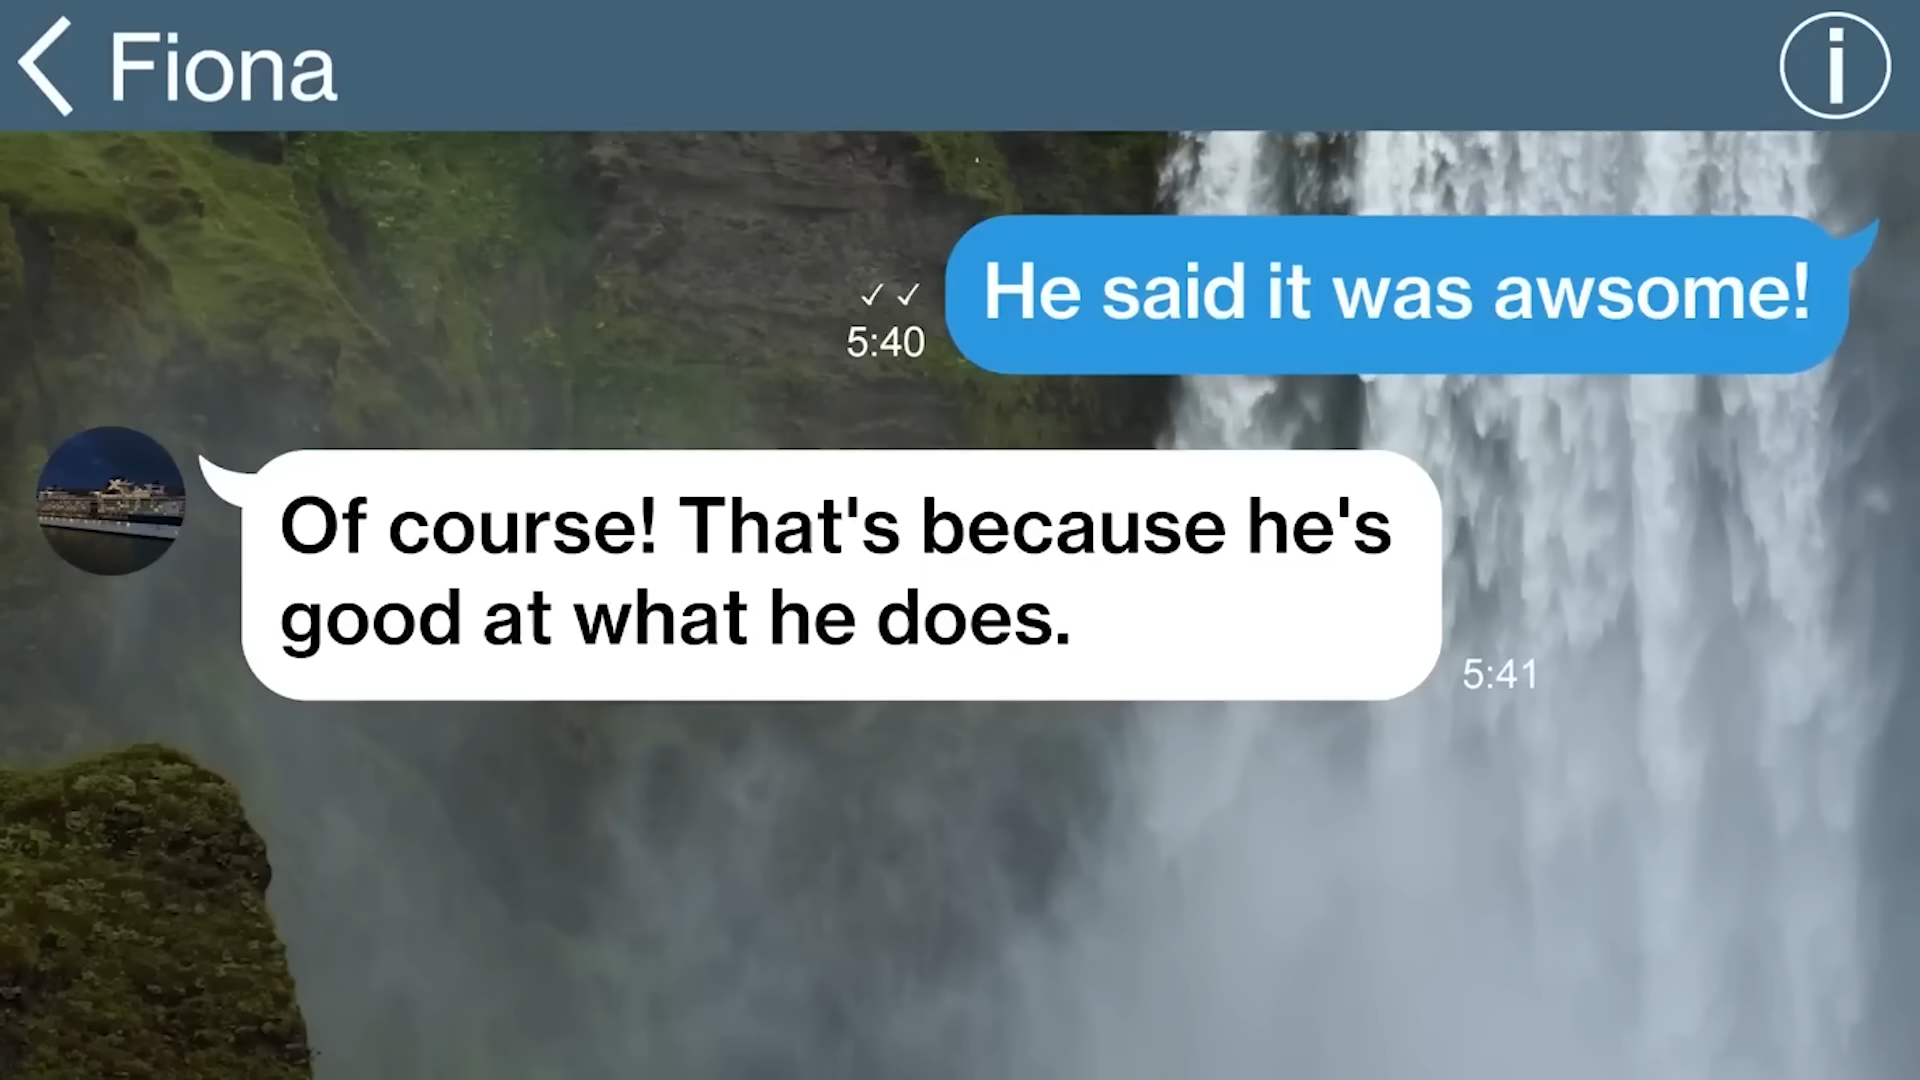 Fiona
He said it was awsome!
5:40
Of course! That's because he's
good at what he does.
5:41